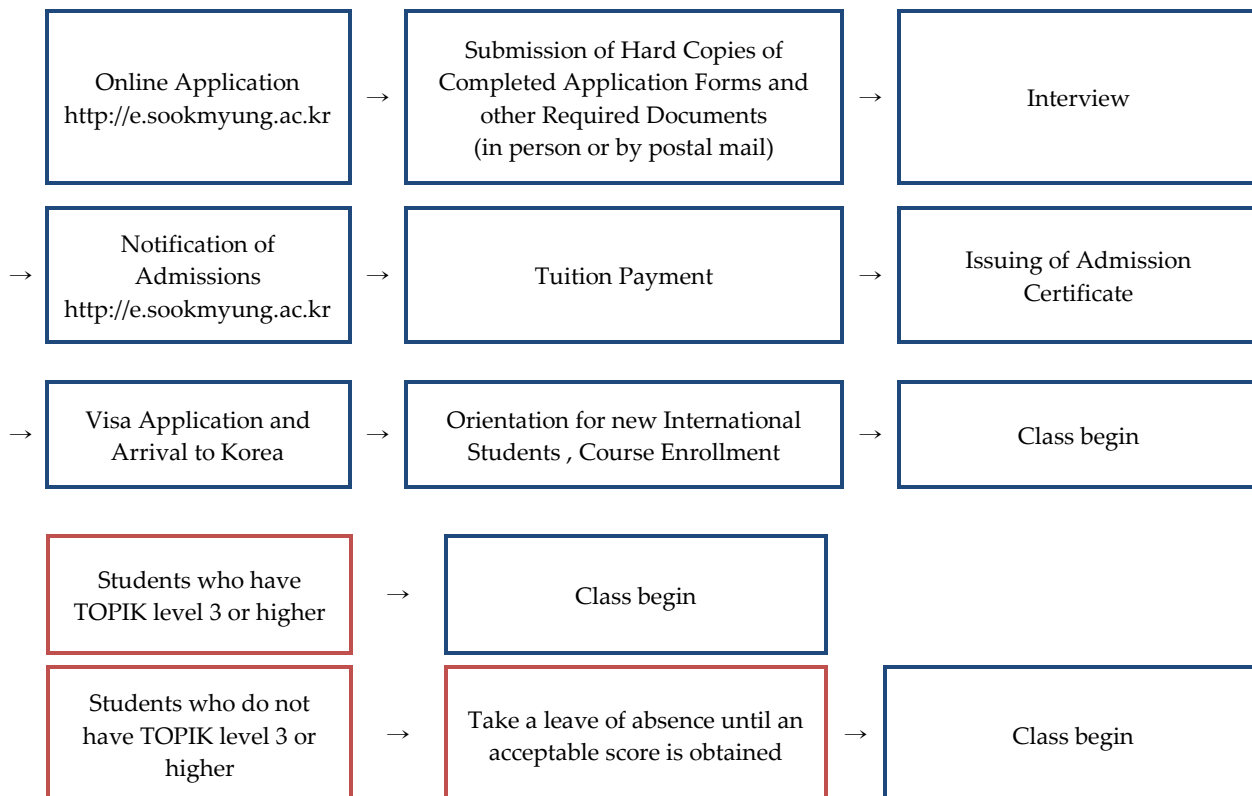 Online Application
http://e.sookmyung.ac.kr
→
Submission of Hard Copies of
Completed Application Forms and
other Required Documents
(in person or by postal mail)
→
Interview
→
Notification of
Admissions
http://e.sookmyung.ac.kr
→
Tuition Payment
→
Issuing of Admission
Certificate
→
Visa Application and
Arrival to Korea
→
Orientation for new International
Students , Course Enrollment
→
Class begin
Students who have
TOPIK level 3 or higher
→
Class begin
Students who do not
have TOPIK level 3 or
higher
→
Take a leave of absence until an
acceptable score is obtained
→
Class begin